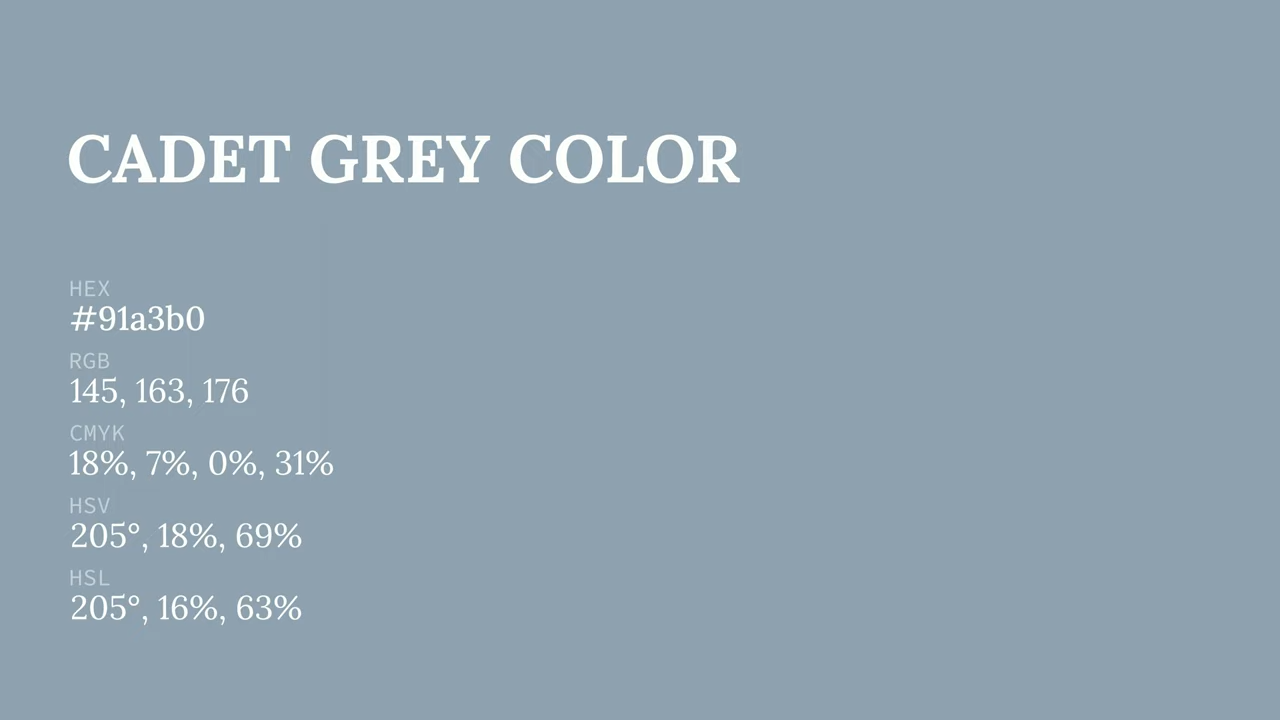 CADET GREY COLOR
HEX
#91a3b0
RGB
145, 163, 176
CMYK
18%, 7%, 0%, 31%
HSV
205°, 18%, 69%
HSL
205°, 16%, 63%